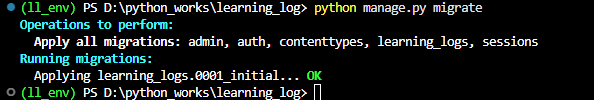 (ll_env) PS D:\python_works\learning_log> python manage.py migrate
Operations to perform:
  Apply all migrations: admin, auth, contenttypes, learning_logs, sessions
Running migrations:
  Applying learning_logs.0001_initial... OK
(ll_env) PS D:\python_works\learning_log>